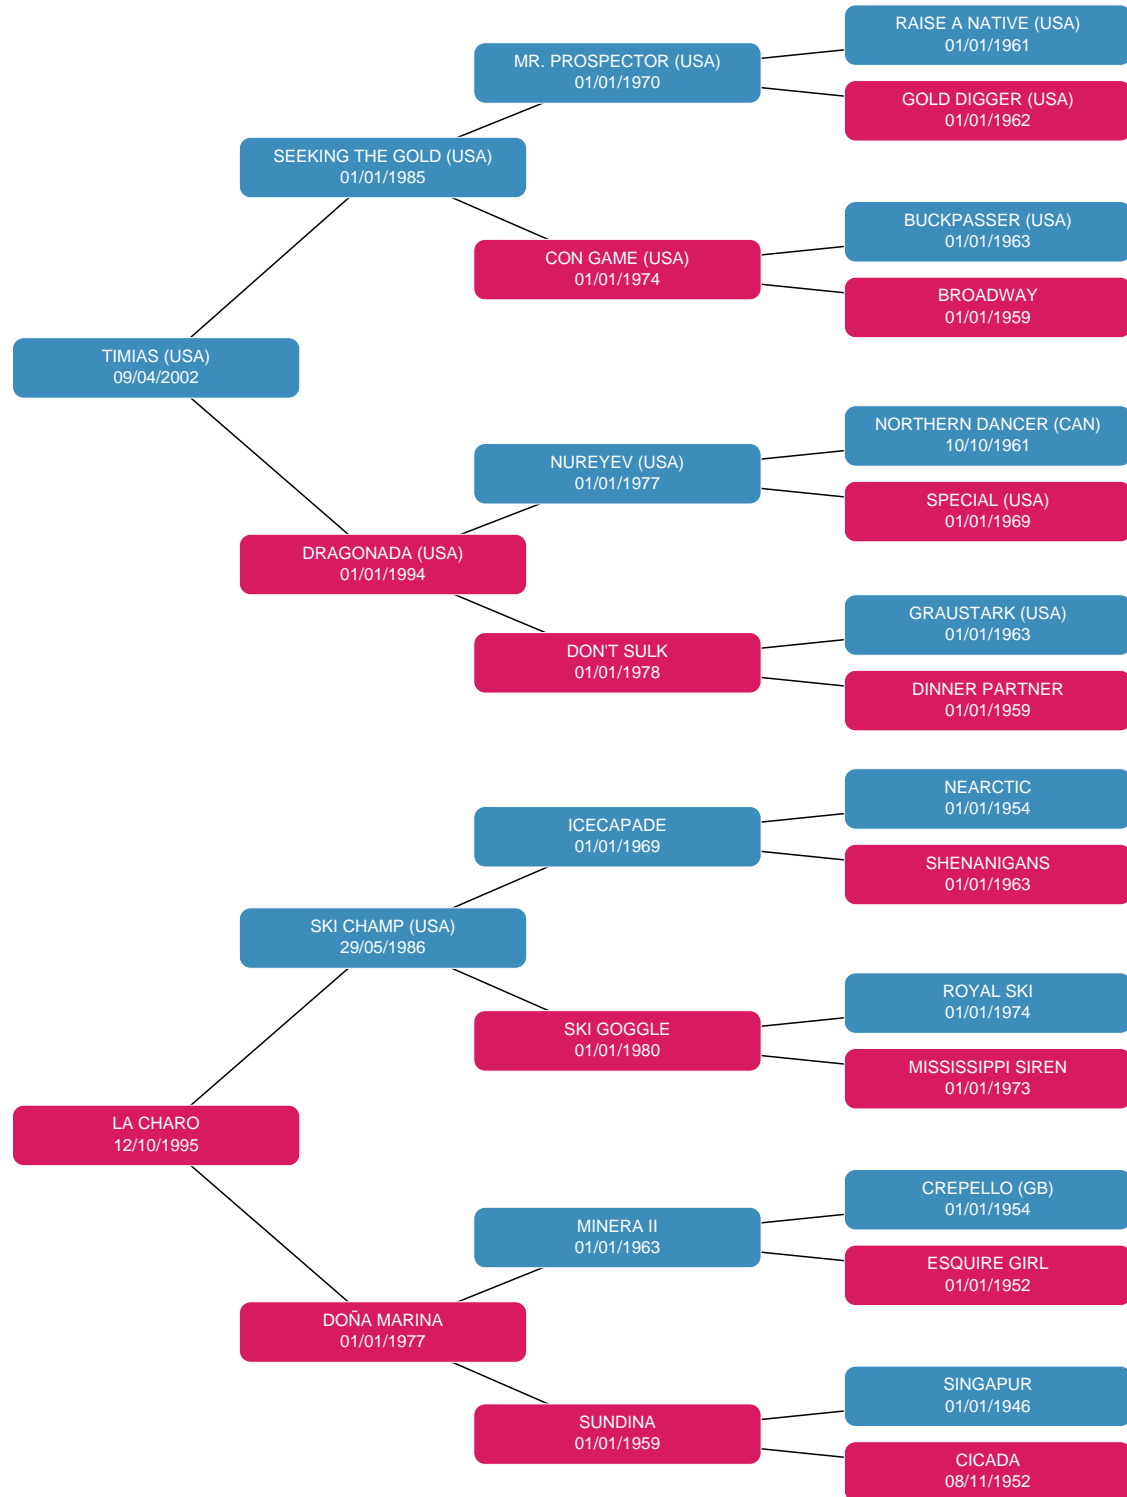 RAISE A NATIVE (USA)
01/01/1961
MR. PROSPECTOR (USA)
01/01/1970
GOLD DIGGER (USA)
01/01/1962
SEEKING THE GOLD (USA)
01/01/1985
BUCKPASSER (USA)
01/01/1963
CON GAME (USA)
01/01/1974
BROADWAY
01/01/1959
TIMIAS (USA)
09/04/2002
NORTHERN DANCER (CAN)
10/10/1961
NUREYEV (USA)
01/01/1977
SPECIAL (USA)
01/01/1969
DRAGONADA (USA)
01/01/1994
GRAUSTARK (USA)
01/01/1963
DON'T SULK
01/01/1978
DINNER PARTNER
01/01/1959
NEARCTIC
01/01/1954
ICECAPADE
01/01/1969
SHENANIGANS
01/01/1963
SKI CHAMP (USA)
29/05/1986
ROYAL SKI
01/01/1974
SKI GOGGLE
01/01/1980
MISSISSIPPI SIREN
01/01/1973
LA CHARO
12/10/1995
CREPELLO (GB)
01/01/1954
MINERA II
01/01/1963
ESQUIRE GIRL
01/01/1952
DOÑA MARINA
01/01/1977
SINGAPUR
01/01/1946
SUNDINA
01/01/1959
CICADA
08/11/1952